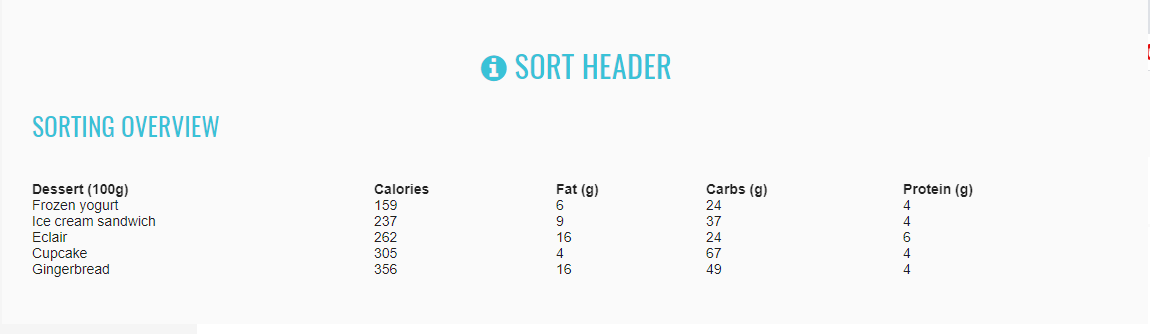 SORT HEADER
SORTING OVERVIEW
Dessert (100g) Calories Fat (g) Carbs (g) Protein (g)
Frozen yogurt 159 6 24 4
Ice cream sandwich 237 9 37 4
Eclair 262 16 24 6
Cupcake 305 4 67 4
Gingerbread 356 16 49 4